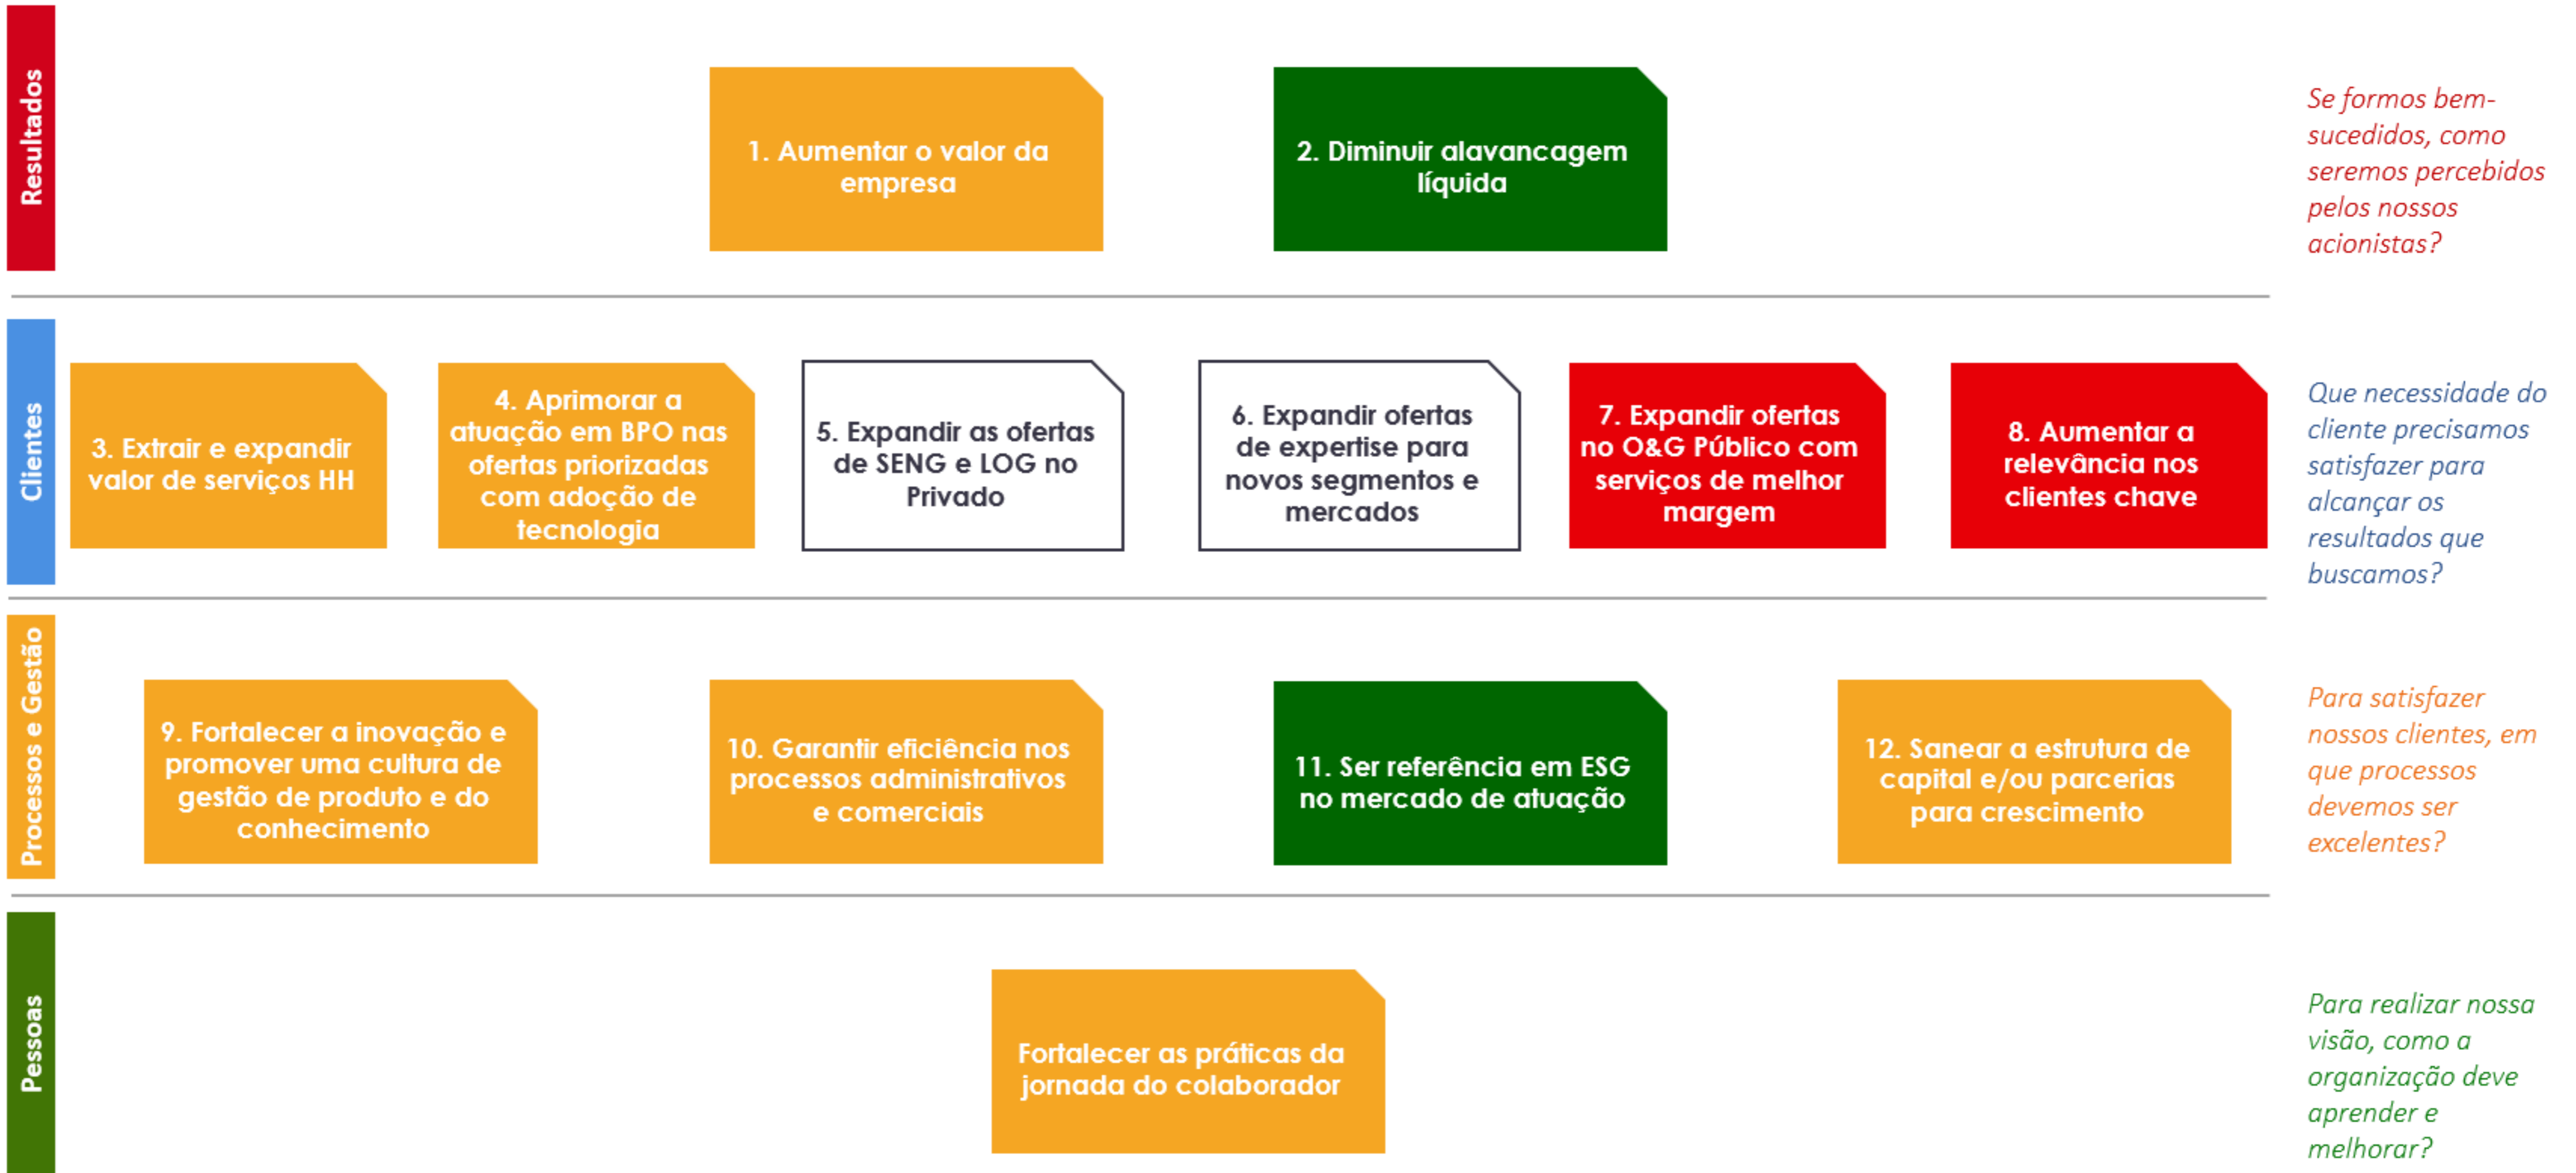 Resultados
1. Aumentar o valor da
empresa
2. Diminuir alavancagem
líquida
Se formos bem-
sucedidos, como
seremos percebidos
pelos nossos
acionistas?
Clientes
3. Extrair e expandir
valor de serviços HH
4. Aprimorar a
atuação em BPO nas
ofertas priorizadas
com adoção de
tecnologia
5. Expandir as ofertas
de SENG e LOG no
Privado
6. Expandir ofertas
de expertise para
novos segmentos e
mercados
7. Expandir ofertas
no O&G Público com
serviços de melhor
margem
8. Aumentar a
relevância nos
clientes chave
Que necessidade do
cliente precisamos
satisfazer para
alcançar os
resultados que
buscamos?
Processos e Gestão
9. Fortalecer a inovação e
promover uma cultura de
gestão de produto e do
conhecimento
10. Garantir eficiência nos
processos administrativos
e comerciais
11. Ser referência em ESG
no mercado de atuação
12. Sanear a estrutura de
capital e/ou parcerias
para crescimento
Para satisfazer
nossos clientes, em
que processos
devemos ser
excelentes?
Pessoas
Fortalecer as práticas da
jornada do colaborador
Para realizar nossa
visão, como a
organização deve
aprender e
melhorar?